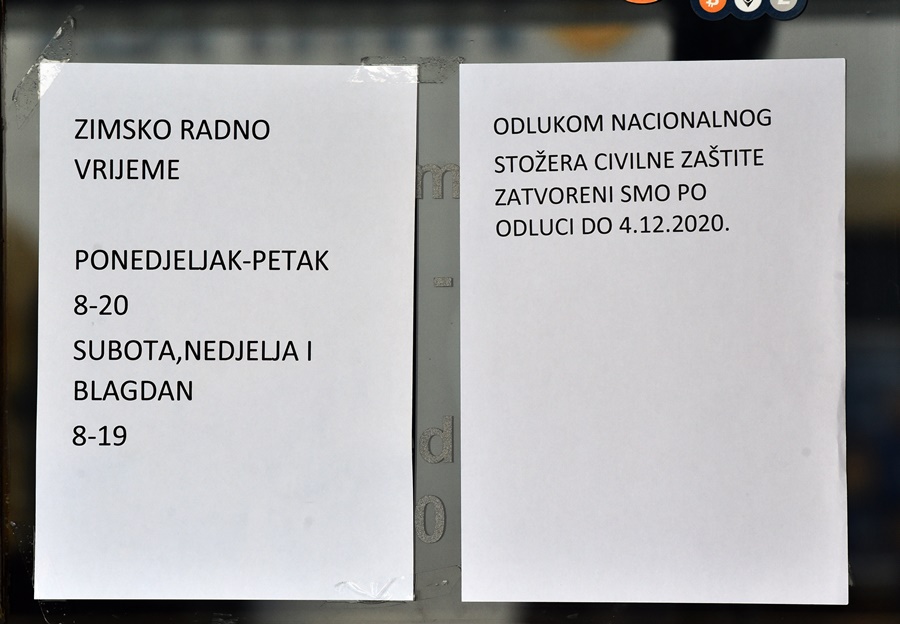 ZIMSKO RADNO
VRIJEME
PONEDJELJAK-PETAK
8-20
SUBOTA,NEDJELJA I
BLAGDAN
8-19
m
-
d
0
ODLUKOM NACIONALNOG
STOŽERA CIVILNE ZAŠTITE
ZATVORENI SMO PO
ODLUCI DO 4.12.2020.